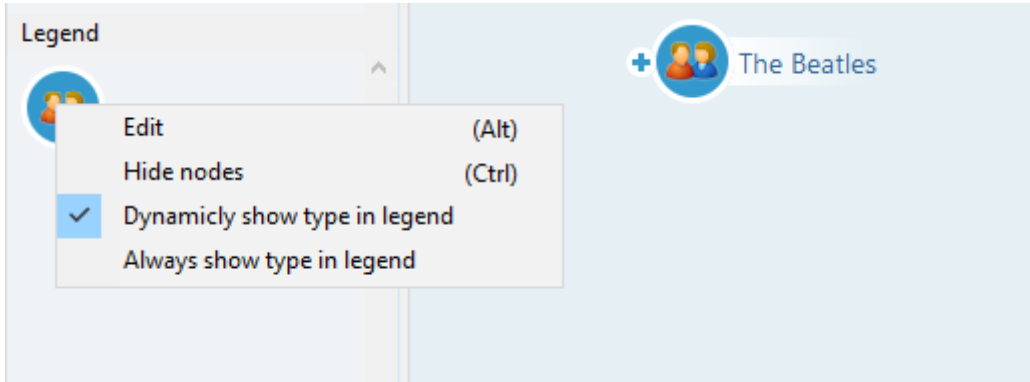 Legend
The Beatles
Edit (Alt)
Hide nodes (Ctrl)
Dynamicly show type in legend
Always show type in legend